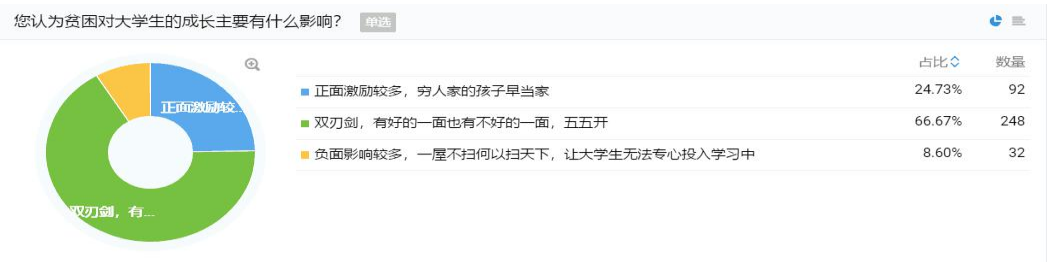 您认为贫困对大学生的成长主要有什么影响？ 单选
占比 数量
正面激励较多，穷人家的孩子早当家 24.73% 92
双刃剑，有好的一面也有不好的一面，五五开 66.67% 248
负面影响较多，一屋不扫何以扫天下，让大学生无法专心投入学习中 8.60% 32
正面激励较...
双刃剑，有...